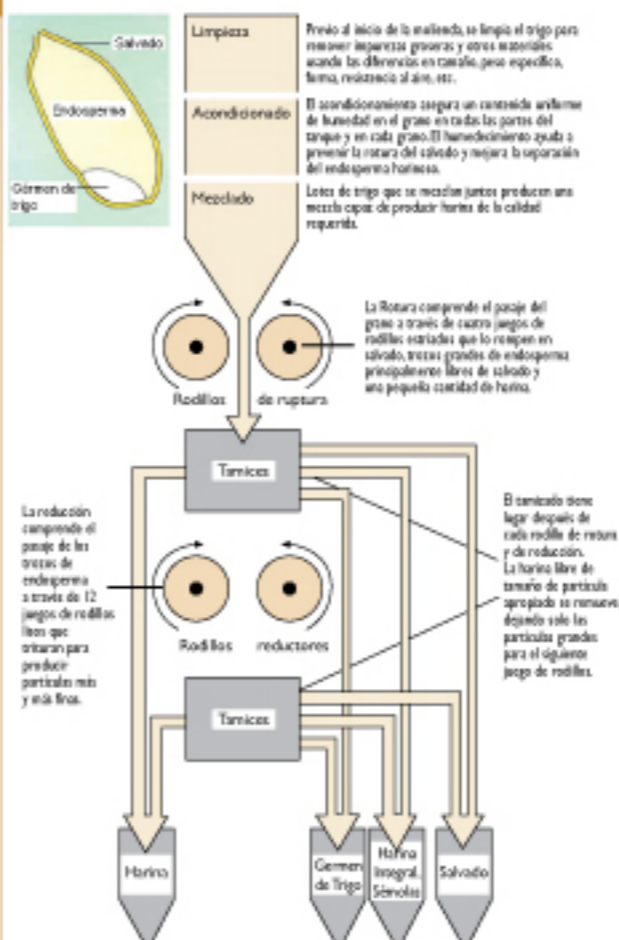 Salvado
Endosperma
Gérmen de
trigo
Limpieza
Previo al inicio de la molienda, se limpia el trigo para
remover impurezas groseras y otros materiales
usando las diferencias en tamaño, peso específico,
forma, resistencia al aire, etc.
Acondicionado
El acondicionamiento asegura un contenido uniforme
de humedad en el grano en todas las partes del
tanque y en cada grano. El humedecimiento ayuda a
prevenir la rotura del salvado y mejora la separación
del endosperma harinoso.
Mezclado
Lotes de trigo que se mezclan juntos producen una
mezcla capaz de producir harina de la calidad
requerida.
La Rotura comprende el pasaje del
grano a través de cuatro juegos de
rodillos estriados que lo rompen en
salvado, trozos grandes de endosperma
principalmente libres de salvado y
una pequeña cantidad de harina.
Rodillos de ruptura
Tamices
La reducción
comprende el
pasaje de los
trozos de
endosperma
a través de 12
juegos de rodillos
lisos que
trituran para
producir
partículas más
y más finas.
El tamizado tiene
lugar después de
cada rodillo de rotura
y de reducción.
La harina libre de
tamaño de partícula
apropiado se remueve,
dejando solo las
partículas grandes
para el siguiente
juego de rodillos.
Rodillos reductores
Tamices
Harina
Germen
de Trigo
Harina
Integral,
Sémolas
Salvado